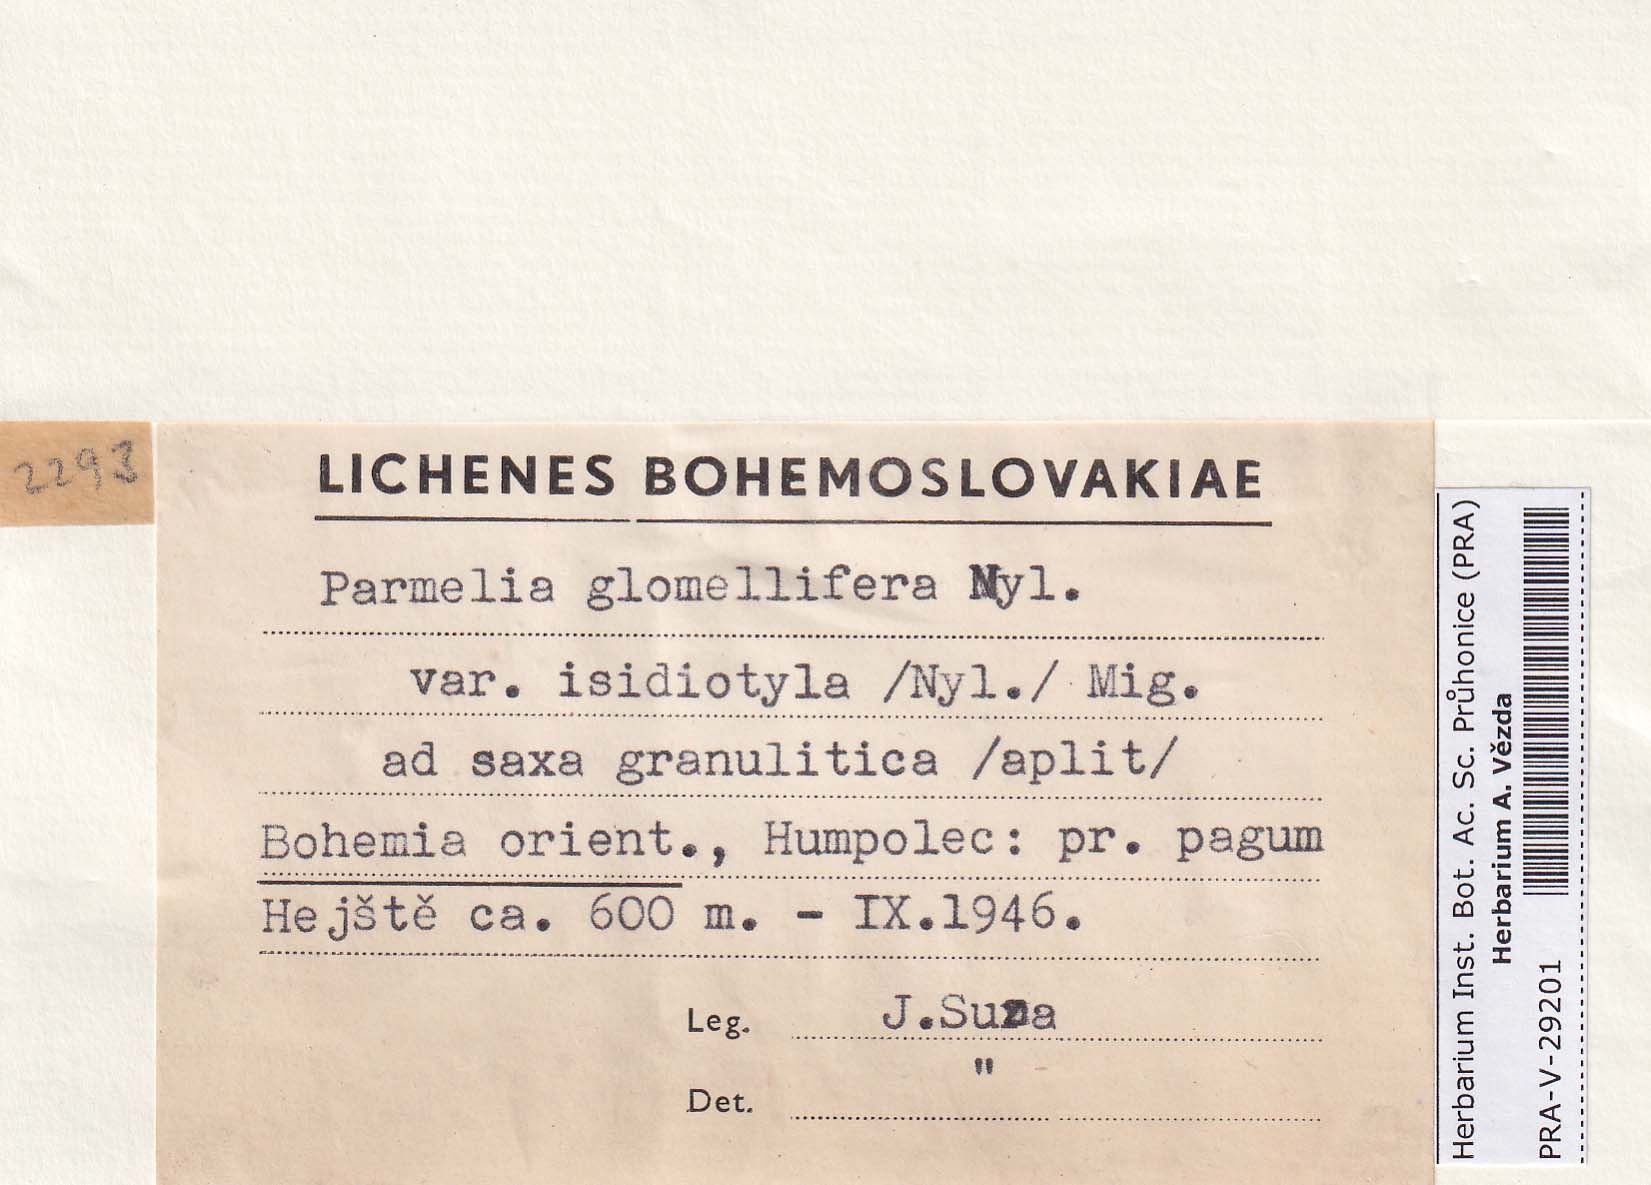 2293
LICHENES BOHEMOSLOVAKIAE
Parmelia glomellifera Nyl.
var. isidiotyla /Nyl./ Mig.
ad saxa granulitica /aplit/
Bohemia orient., Humpolec: pr. pagum
Hejště ca. 600 m. - IX.1946.
Leg. J.Suza
Det. "
Herbarium Inst. Bot. Ac. Sc. Průhonice (PRA)
Herbarium A. Vězda
PRA-V-29201